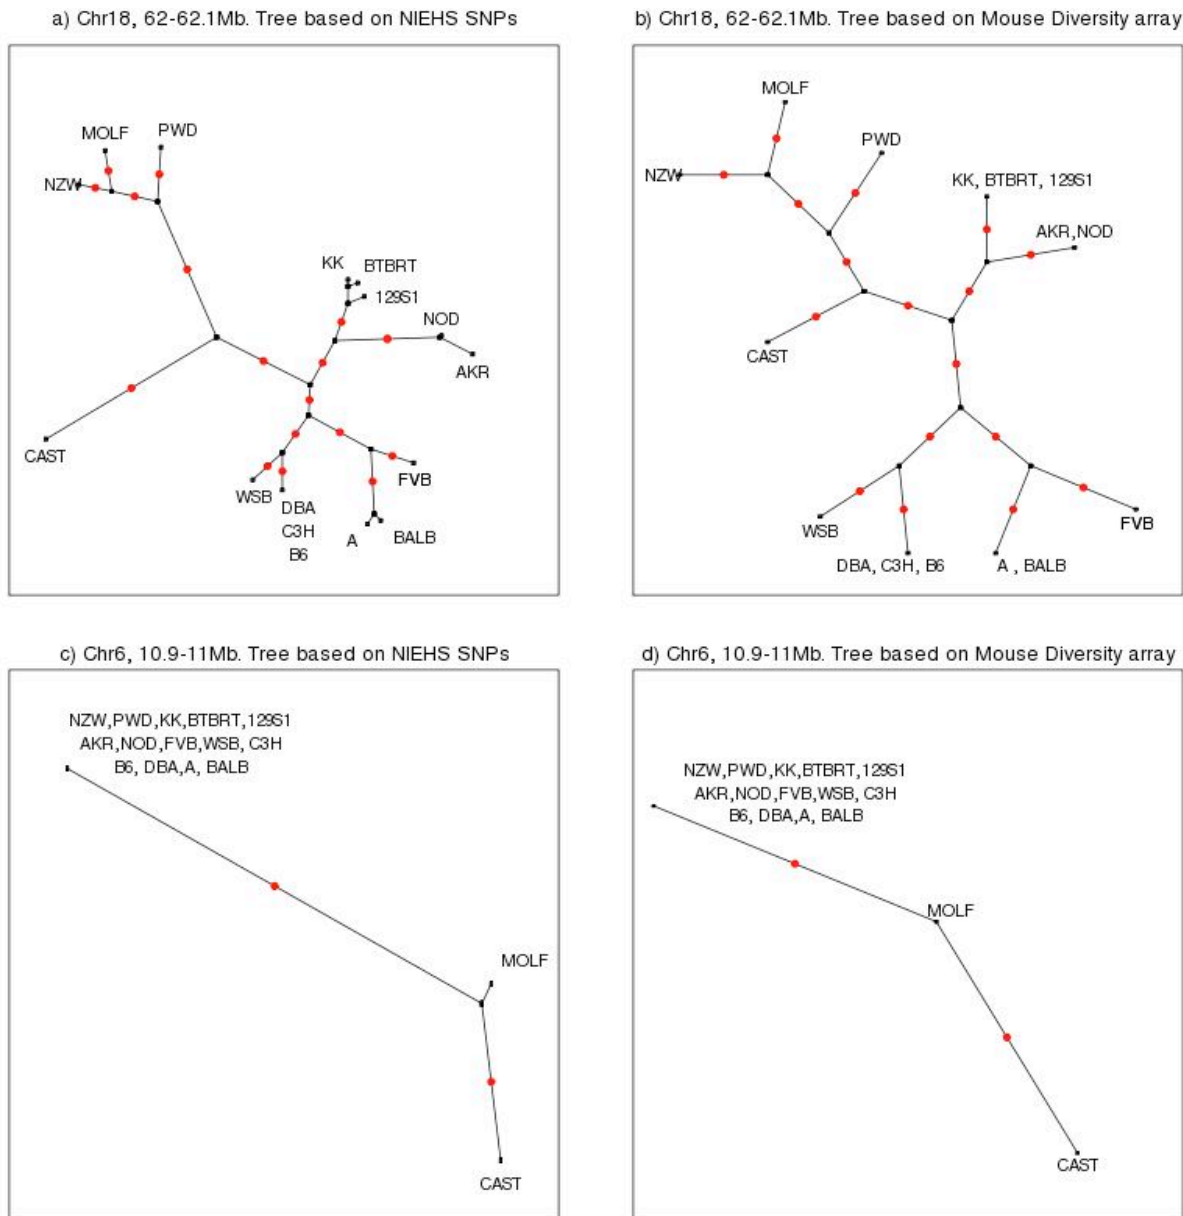 a) Chr18, 62-62.1Mb. Tree based on NIEHS SNPs
MOLF
PWD
NZW
KK
BTBRT
129S1
NOD
AKR
CAST
WSB
FVB
DBA
C3H
B6
A
BALB
b) Chr18, 62-62.1Mb. Tree based on Mouse Diversity array
MOLF
PWD
NZW
KK, BTBRT, 129S1
AKR,NOD
CAST
WSB
FVB
DBA, C3H, B6
A , BALB
c) Chr6, 10.9-11Mb. Tree based on NIEHS SNPs
NZW,PWD,KK,BTBRT,129S1
AKR,NOD,FVB,WSB, C3H
B6, DBA,A, BALB
MOLF
CAST
d) Chr6, 10.9-11Mb. Tree based on Mouse Diversity array
NZW,PWD,KK,BTBRT,129S1
AKR,NOD,FVB,WSB, C3H
B6, DBA,A, BALB
MOLF
CAST